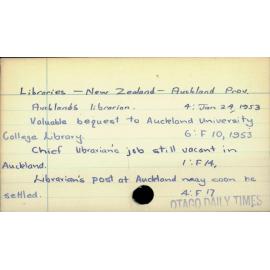 Libraries — New Zealand — Auckland Prov.
Aucklands librarian. 4: Jan 29, 1953
Valuable bequest to Auckland University
College Library. 6: F 10, 1953
Chief librarian's job still vacant in
Auckland. 1: F 14,
Librarian's post at Auckland may soon be
settled. 4: F 17
OTAGO DAILY TIMES